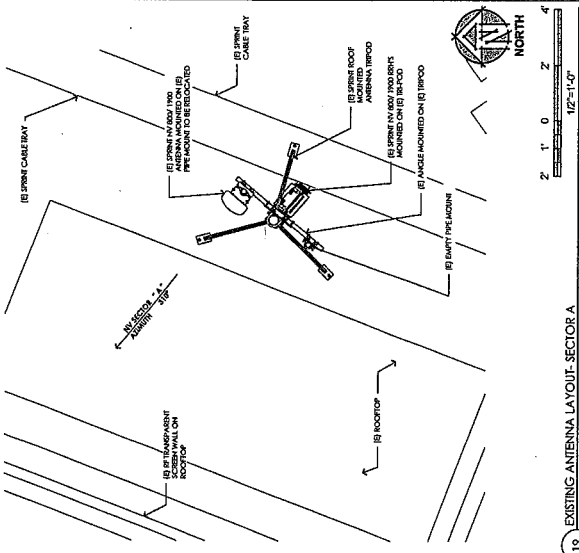 (E) SPRINT CABLE TRAY
(E) SPRINT
CABLE TRAY
(E) SPRINT NV 800/ 1900
ANTENNA MOUNTED ON (E)
PIPE MOUNT TO BE RELOCATED
(E) SPRINT ROOF
MOUNTED
ANTENNA TRIPOD
(E) SPRINT NV 800/ 1900 RRH'S
MOUNTED ON (E) TRI-POD
(E) ANGLE MOUNTED ON (E) TRIPOD
(E) EMPTY PIPE MOUNT
NV SECTOR " A "
AZIMUTH 310°
(E) RF TRANSPARENT
SCREEN WALL ON
ROOFTOP
(E) ROOFTOP
N
NORTH
2' 1' 0 2' 4'
1/2"=1'-0"
EXISTING ANTENNA LAYOUT- SECTOR A
19